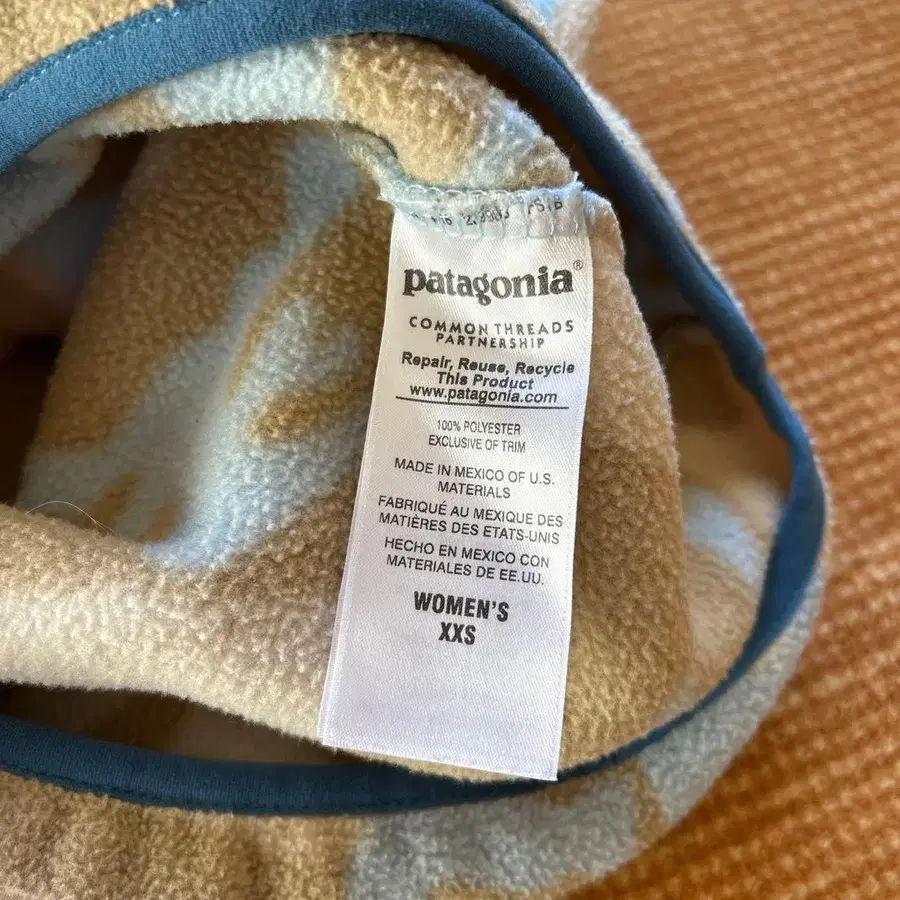 patagonia®
COMMON THREADS
PARTNERSHIP
Repair, Reuse, Recycle
This Product
www.patagonia.com
100% POLYESTER
EXCLUSIVE OF TRIM
MADE IN MEXICO OF U.S.
MATERIALS
FABRIQUÉ AU MEXIQUE DES
MATIÈRES DES ETATS-UNIS
HECHO EN MEXICO CON
MATERIALES DE EE.UU.
WOMEN'S
XXS